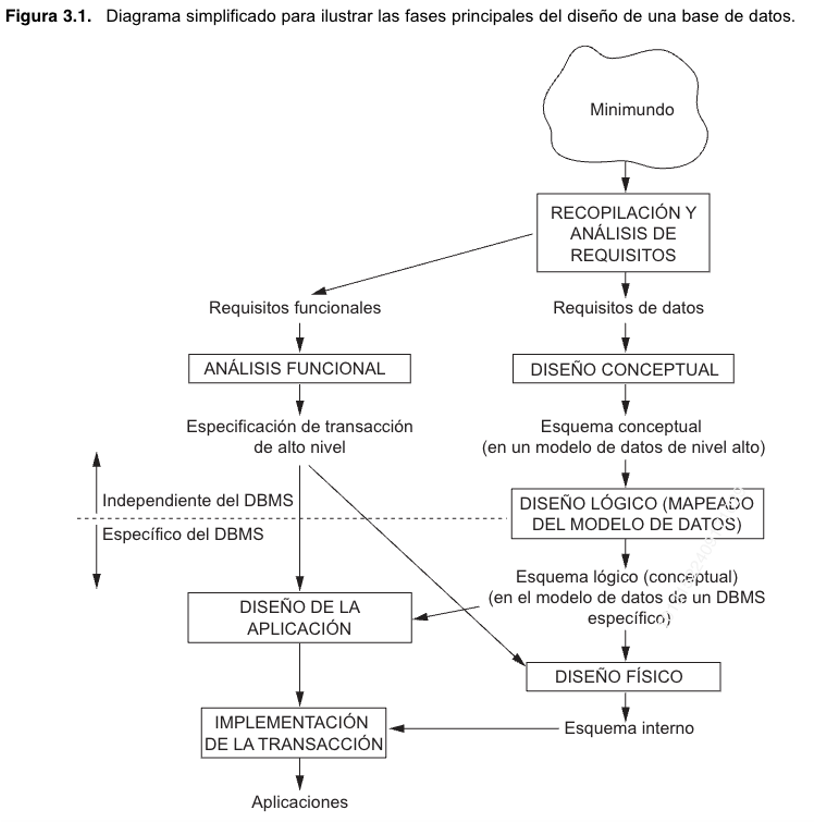 Figura 3.1. Diagrama simplificado para ilustrar las fases principales del diseño de una base de datos.
Minimundo
RECOPILACIÓN Y
ANÁLISIS DE
REQUISITOS
Requisitos funcionales
Requisitos de datos
ANÁLISIS FUNCIONAL
DISEÑO CONCEPTUAL
Especificación de transacción
de alto nivel
Esquema conceptual
(en un modelo de datos de nivel alto)
Independiente del DBMS
Específico del DBMS
DISEÑO LÓGICO (MAPEADO
DEL MODELO DE DATOS)
Esquema lógico (conceptual)
(en el modelo de datos de un DBMS
específico)
DISEÑO DE LA
APLICACIÓN
DISEÑO FÍSICO
IMPLEMENTACIÓN
DE LA TRANSACCIÓN
Esquema interno
Aplicaciones